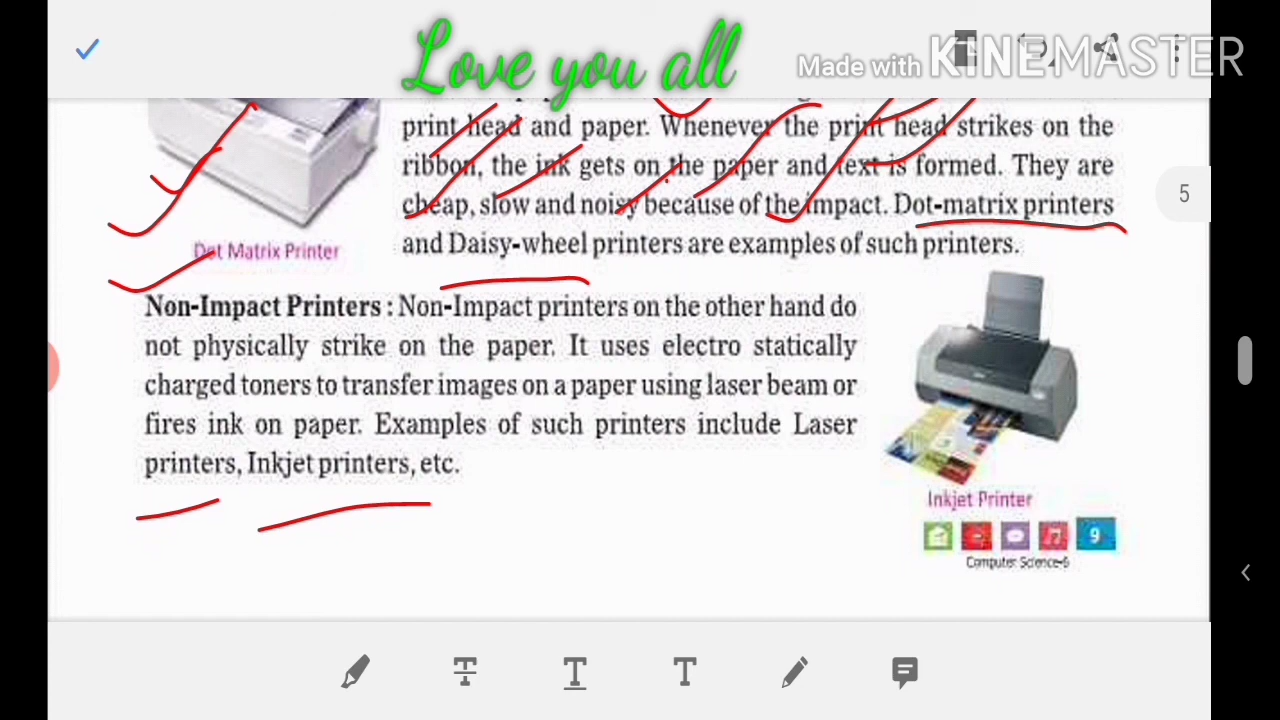 Love you all
Made with KINEMASTER
print head and paper. Whenever the print head strikes on the
ribbon, the ink gets on the paper and text is formed. They are
cheap, slow and noisy because of the impact. Dot-matrix printers
and Daisy-wheel printers are examples of such printers.
Dot Matrix Printer
5
Non-Impact Printers : Non-Impact printers on the other hand do
not physically strike on the paper. It uses electro statically
charged toners to transfer images on a paper using laser beam or
fires ink on paper. Examples of such printers include Laser
printers, Inkjet printers, etc.
Inkjet Printer
9
Computer Science-6